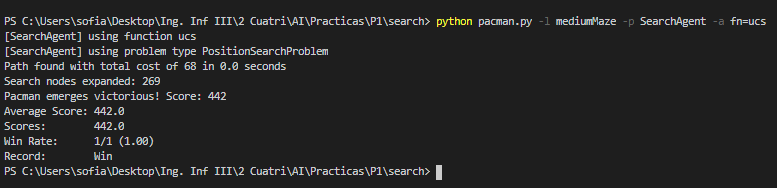 PS C:\Users\sofia\Desktop\Ing. Inf III\2 Cuatri\AI\Practicas\P1\search> python pacman.py -l mediumMaze -p SearchAgent -a fn=ucs
[SearchAgent] using function ucs
[SearchAgent] using problem type PositionSearchProblem
Path found with total cost of 68 in 0.0 seconds
Search nodes expanded: 269
Pacman emerges victorious! Score: 442
Average Score: 442.0
Scores:        442.0
Win Rate:      1/1 (1.00)
Record:        Win
PS C:\Users\sofia\Desktop\Ing. Inf III\2 Cuatri\AI\Practicas\P1\search>